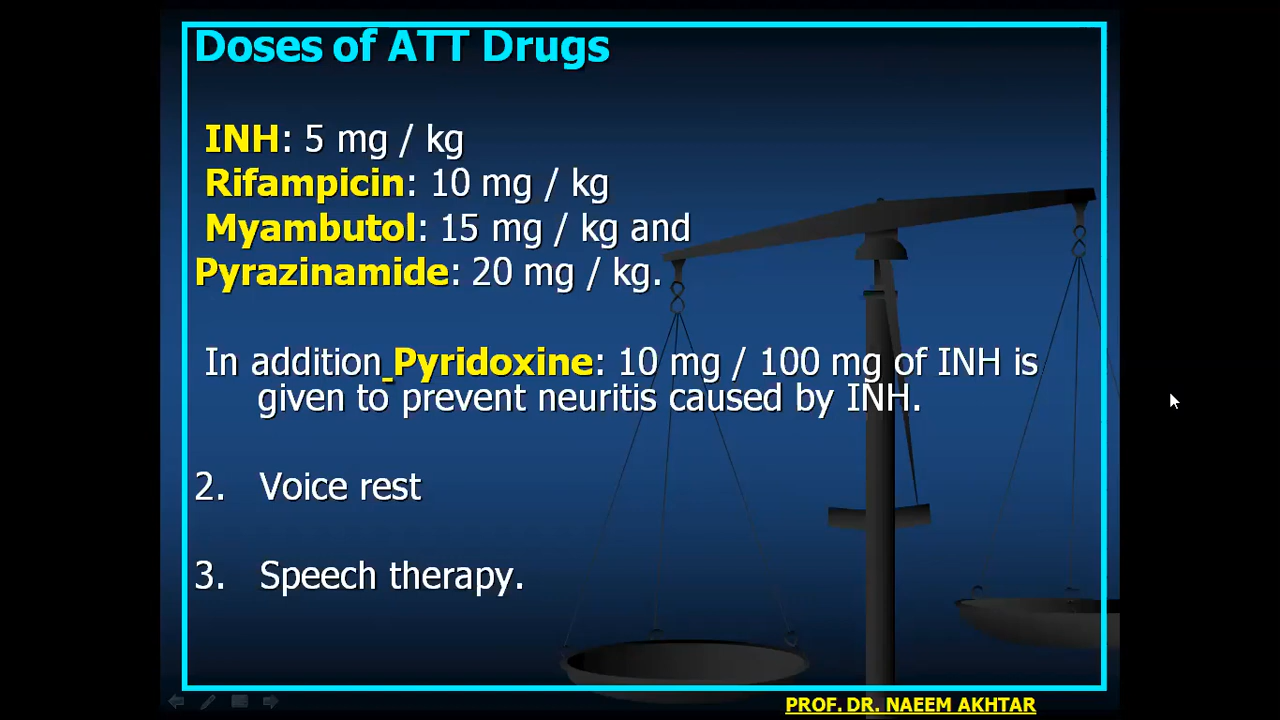 Doses of ATT Drugs
INH: 5 mg / kg
Rifampicin: 10 mg / kg
Myambutol: 15 mg / kg and
Pyrazinamide: 20 mg / kg.
In addition Pyridoxine: 10 mg / 100 mg of INH is
given to prevent neuritis caused by INH.
2. Voice rest
3. Speech therapy.
PROF. DR. NAEEM AKHTAR